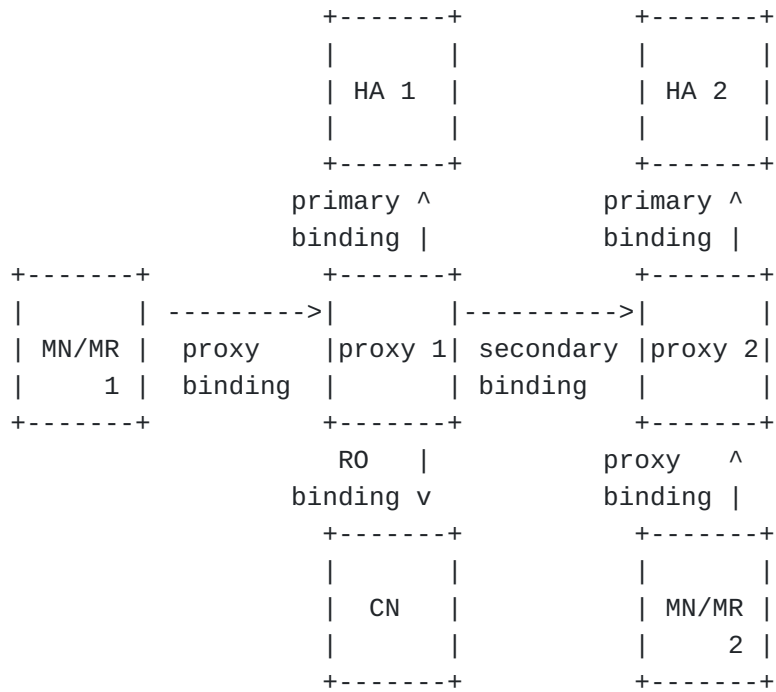 +-------+           +-------+
|       |           |       |
| HA 1  |           | HA 2  |
|       |           |       |
+-------+           +-------+
primary ^           primary ^
binding |           binding |
+-------+           +-------+           +-------+
|       | --------->|       |---------->|       |
| MN/MR |  proxy    |proxy 1| secondary |proxy 2|
|     1 |  binding  |       | binding   |       |
+-------+           +-------+           +-------+
RO   |           proxy   ^
binding v           binding |
+-------+           +-------+
|       |           |       |
|  CN   |           | MN/MR |
|       |           |     2 |
+-------+           +-------+